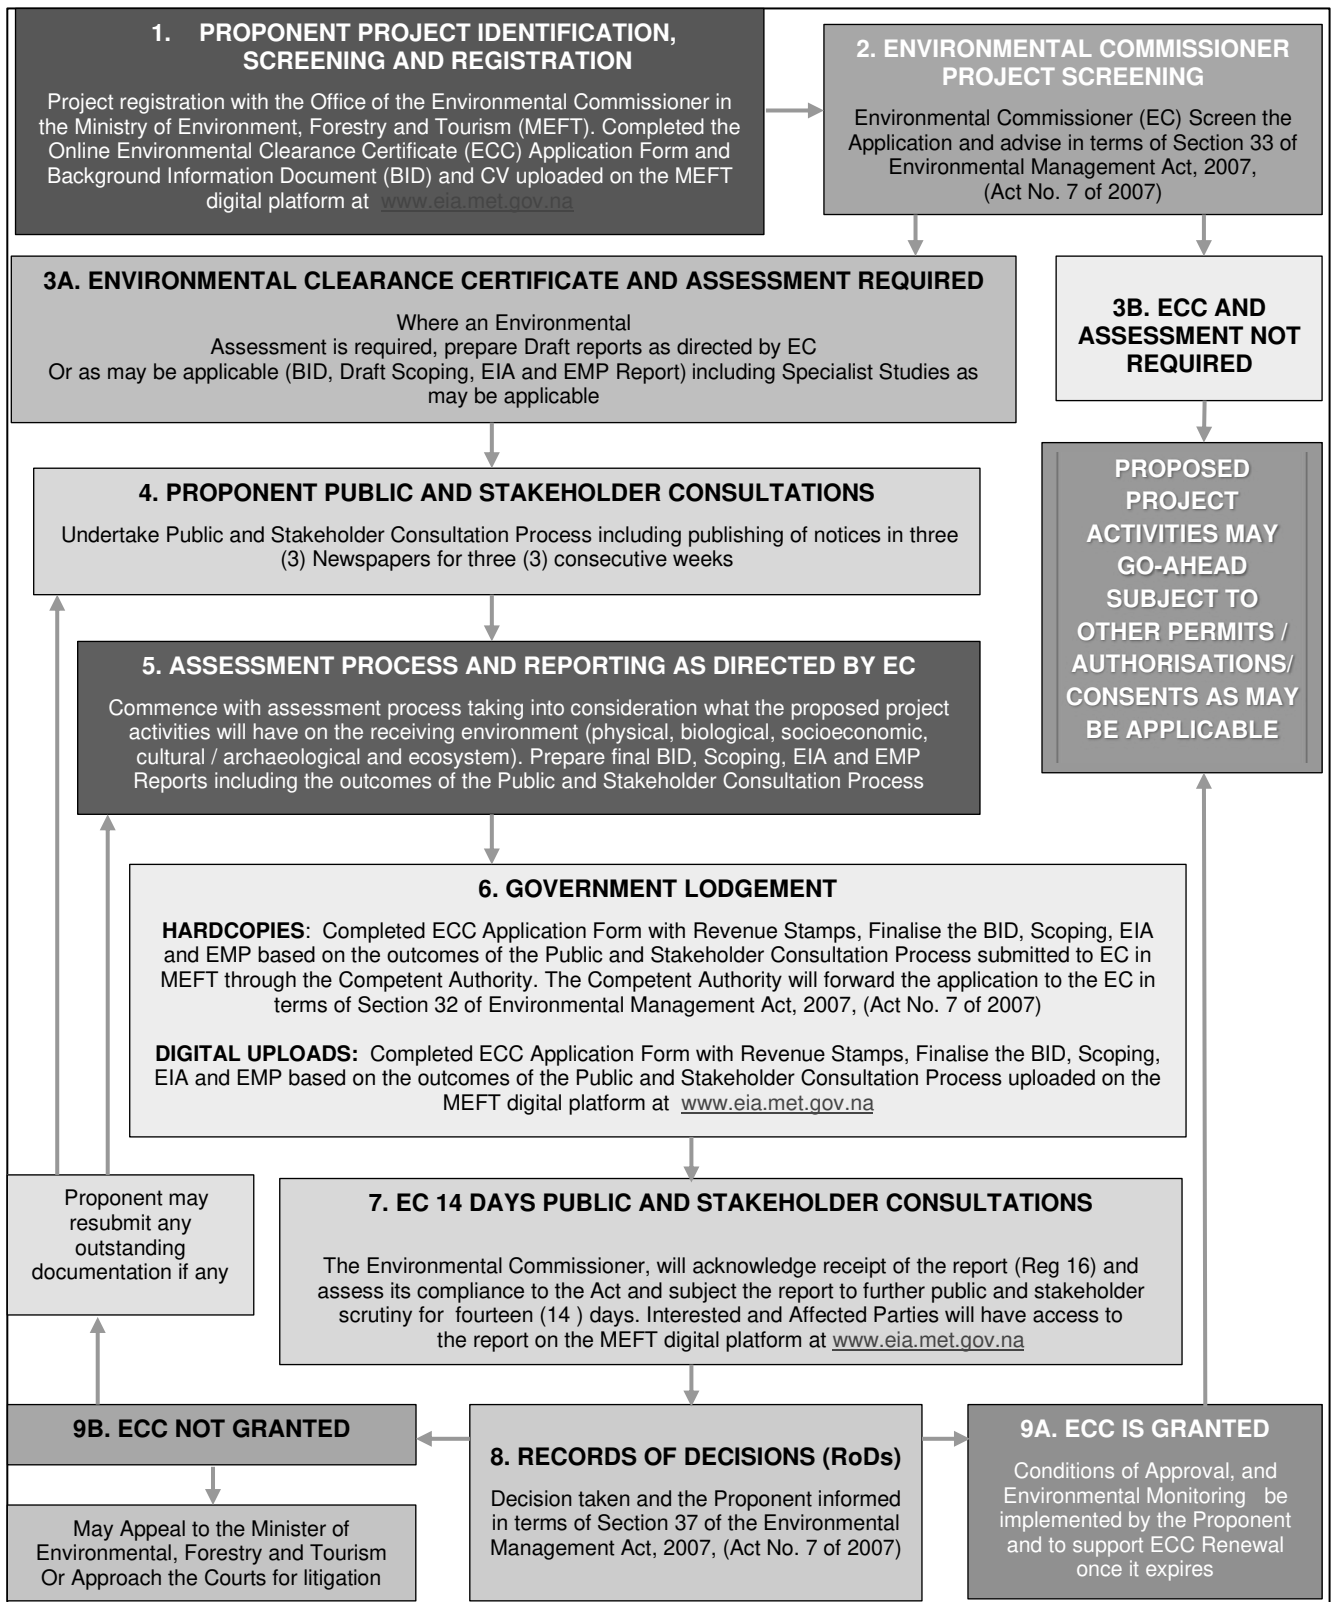 1. PROPONENT PROJECT IDENTIFICATION,
SCREENING AND REGISTRATION
Project registration with the Office of the Environmental Commissioner in
the Ministry of Environment, Forestry and Tourism (MEFT). Completed the
Online Environmental Clearance Certificate (ECC) Application Form and
Background Information Document (BID) and CV uploaded on the MEFT
digital platform at www.eia.met.gov.na
2. ENVIRONMENTAL COMMISSIONER
PROJECT SCREENING
Environmental Commissioner (EC) Screen the
Application and advise in terms of Section 33 of
Environmental Management Act, 2007,
(Act No. 7 of 2007)
3A. ENVIRONMENTAL CLEARANCE CERTIFICATE AND ASSESSMENT REQUIRED
Where an Environmental
Assessment is required, prepare Draft reports as directed by EC
Or as may be applicable (BID, Draft Scoping, EIA and EMP Report) including Specialist Studies as
may be applicable
3B. ECC AND
ASSESSMENT NOT
REQUIRED
4. PROPONENT PUBLIC AND STAKEHOLDER CONSULTATIONS
Undertake Public and Stakeholder Consultation Process including publishing of notices in three
(3) Newspapers for three (3) consecutive weeks
PROPOSED
PROJECT
ACTIVITIES MAY
GO-AHEAD
SUBJECT TO
OTHER PERMITS /
AUTHORISATIONS/
CONSENTS AS MAY
BE APPLICABLE
5. ASSESSMENT PROCESS AND REPORTING AS DIRECTED BY EC
Commence with assessment process taking into consideration what the proposed project
activities will have on the receiving environment (physical, biological, socioeconomic,
cultural / archaeological and ecosystem). Prepare final BID, Scoping, EIA and EMP
Reports including the outcomes of the Public and Stakeholder Consultation Process
6. GOVERNMENT LODGEMENT
HARDCOPIES: Completed ECC Application Form with Revenue Stamps, Finalise the BID, Scoping, EIA
and EMP based on the outcomes of the Public and Stakeholder Consultation Process submitted to EC in
MEFT through the Competent Authority. The Competent Authority will forward the application to the EC in
terms of Section 32 of Environmental Management Act, 2007, (Act No. 7 of 2007)
DIGITAL UPLOADS: Completed ECC Application Form with Revenue Stamps, Finalise the BID, Scoping,
EIA and EMP based on the outcomes of the Public and Stakeholder Consultation Process uploaded on the
MEFT digital platform at www.eia.met.gov.na
Proponent may
resubmit any
outstanding
documentation if any
7. EC 14 DAYS PUBLIC AND STAKEHOLDER CONSULTATIONS
The Environmental Commissioner, will acknowledge receipt of the report (Reg 16) and
assess its compliance to the Act and subject the report to further public and stakeholder
scrutiny for fourteen (14 ) days. Interested and Affected Parties will have access to
the report on the MEFT digital platform at www.eia.met.gov.na
9B. ECC NOT GRANTED
May Appeal to the Minister of
Environmental, Forestry and Tourism
Or Approach the Courts for litigation
8. RECORDS OF DECISIONS (RoDs)
Decision taken and the Proponent informed
in terms of Section 37 of the Environmental
Management Act, 2007, (Act No. 7 of 2007)
9A. ECC IS GRANTED
Conditions of Approval, and
Environmental Monitoring be
implemented by the Proponent
and to support ECC Renewal
once it expires